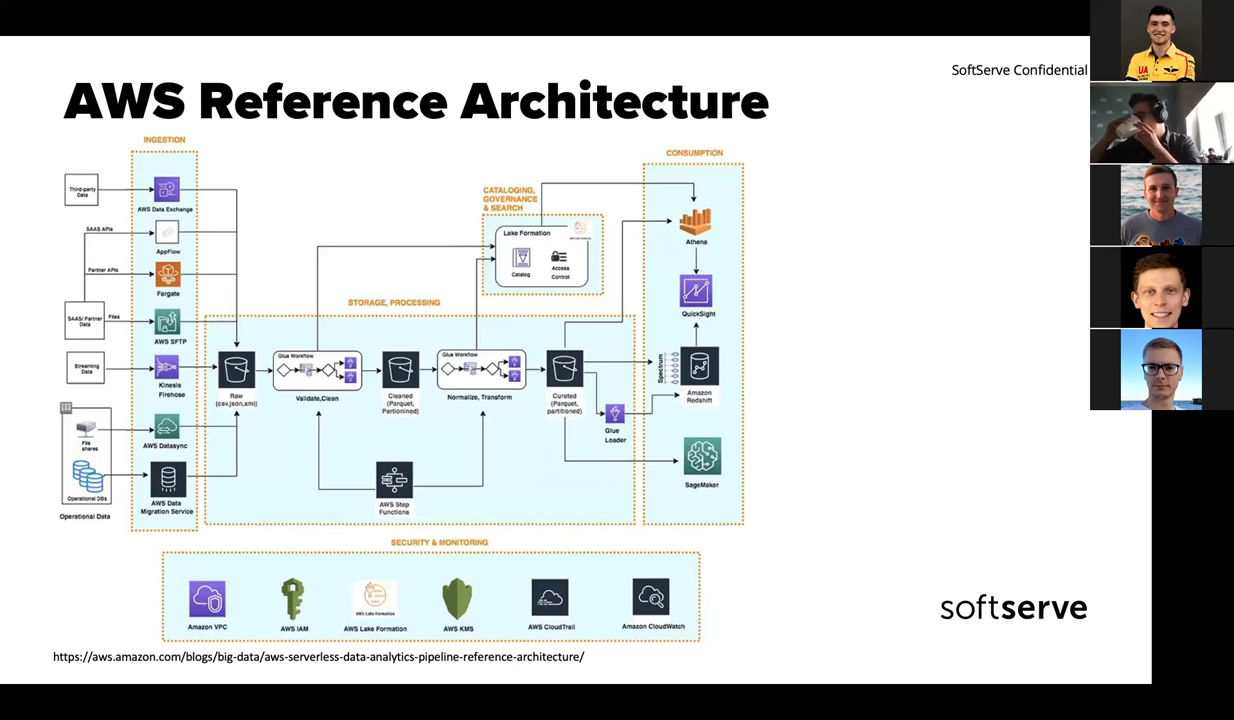 SoftServe Confidential
AWS Reference Architecture
INGESTION
Third-party
Data
AWS Data Exchange
SAAS APIs
AppFlow
Partner APIs
Fargate
SAAS/ Partner
Data
Files
AWS SFTP
Streaming
Data
Kinesis
Firehose
File
shares
AWS Datasync
Operational DBs
AWS Data
Migration Service
Operational Data
STORAGE, PROCESSING
Raw
(csv,json,xml)
Glue Workflow
Validate,Clean
Cleaned
(Parquet,
Partionined)
Glue Workflow
Normalize, Transform
Curated
(Parquet,
partitioned)
Glue
Loader
AWS Step
Functions
CATALOGING,
GOVERNANCE
& SEARCH
Lake Formation
Catalog
Access
Control
CONSUMPTION
Athena
QuickSight
Spectrum
Amazon
Redshift
SageMaker
SECURITY & MONITORING
Amazon VPC
AWS IAM
AWS Lake Formation
AWS Lake Formation
AWS KMS
AWS CloudTrail
Amazon CloudWatch
softserve
https://aws.amazon.com/blogs/big-data/aws-serverless-data-analytics-pipeline-reference-architecture/
UA